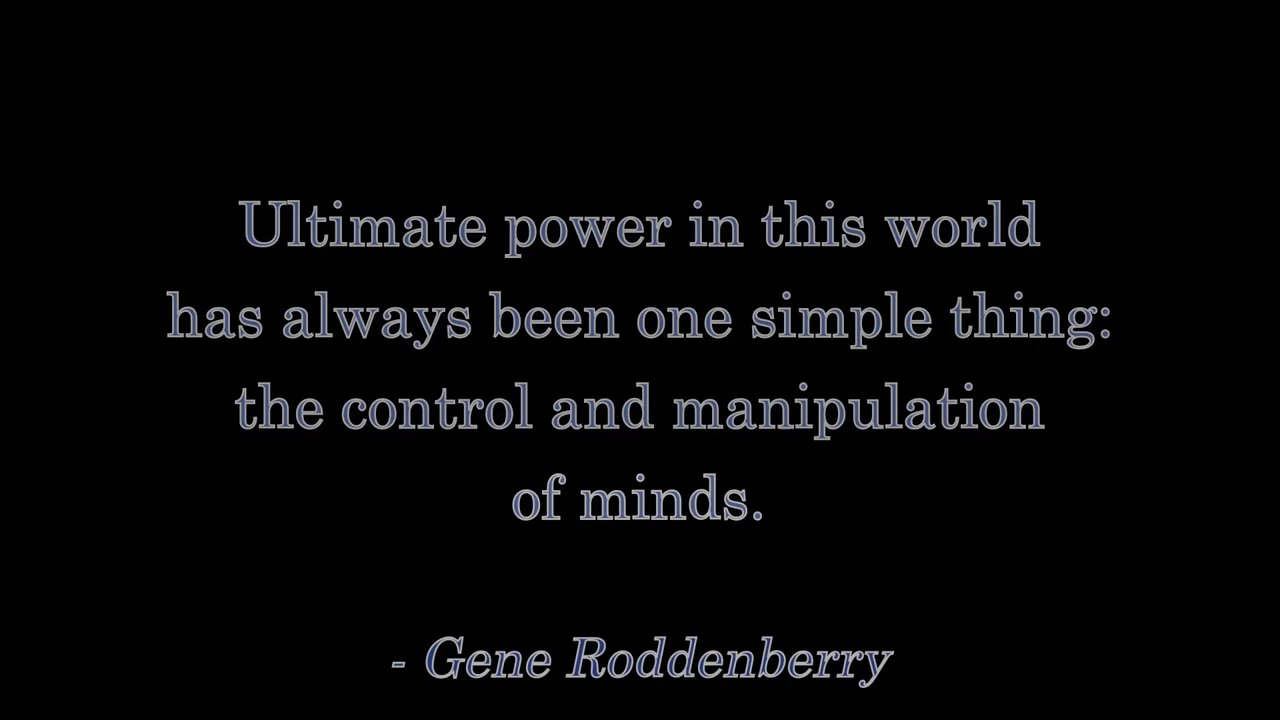 Ultimate power in this world
has always been one simple thing:
the control and manipulation
of minds.
- Gene Roddenberry